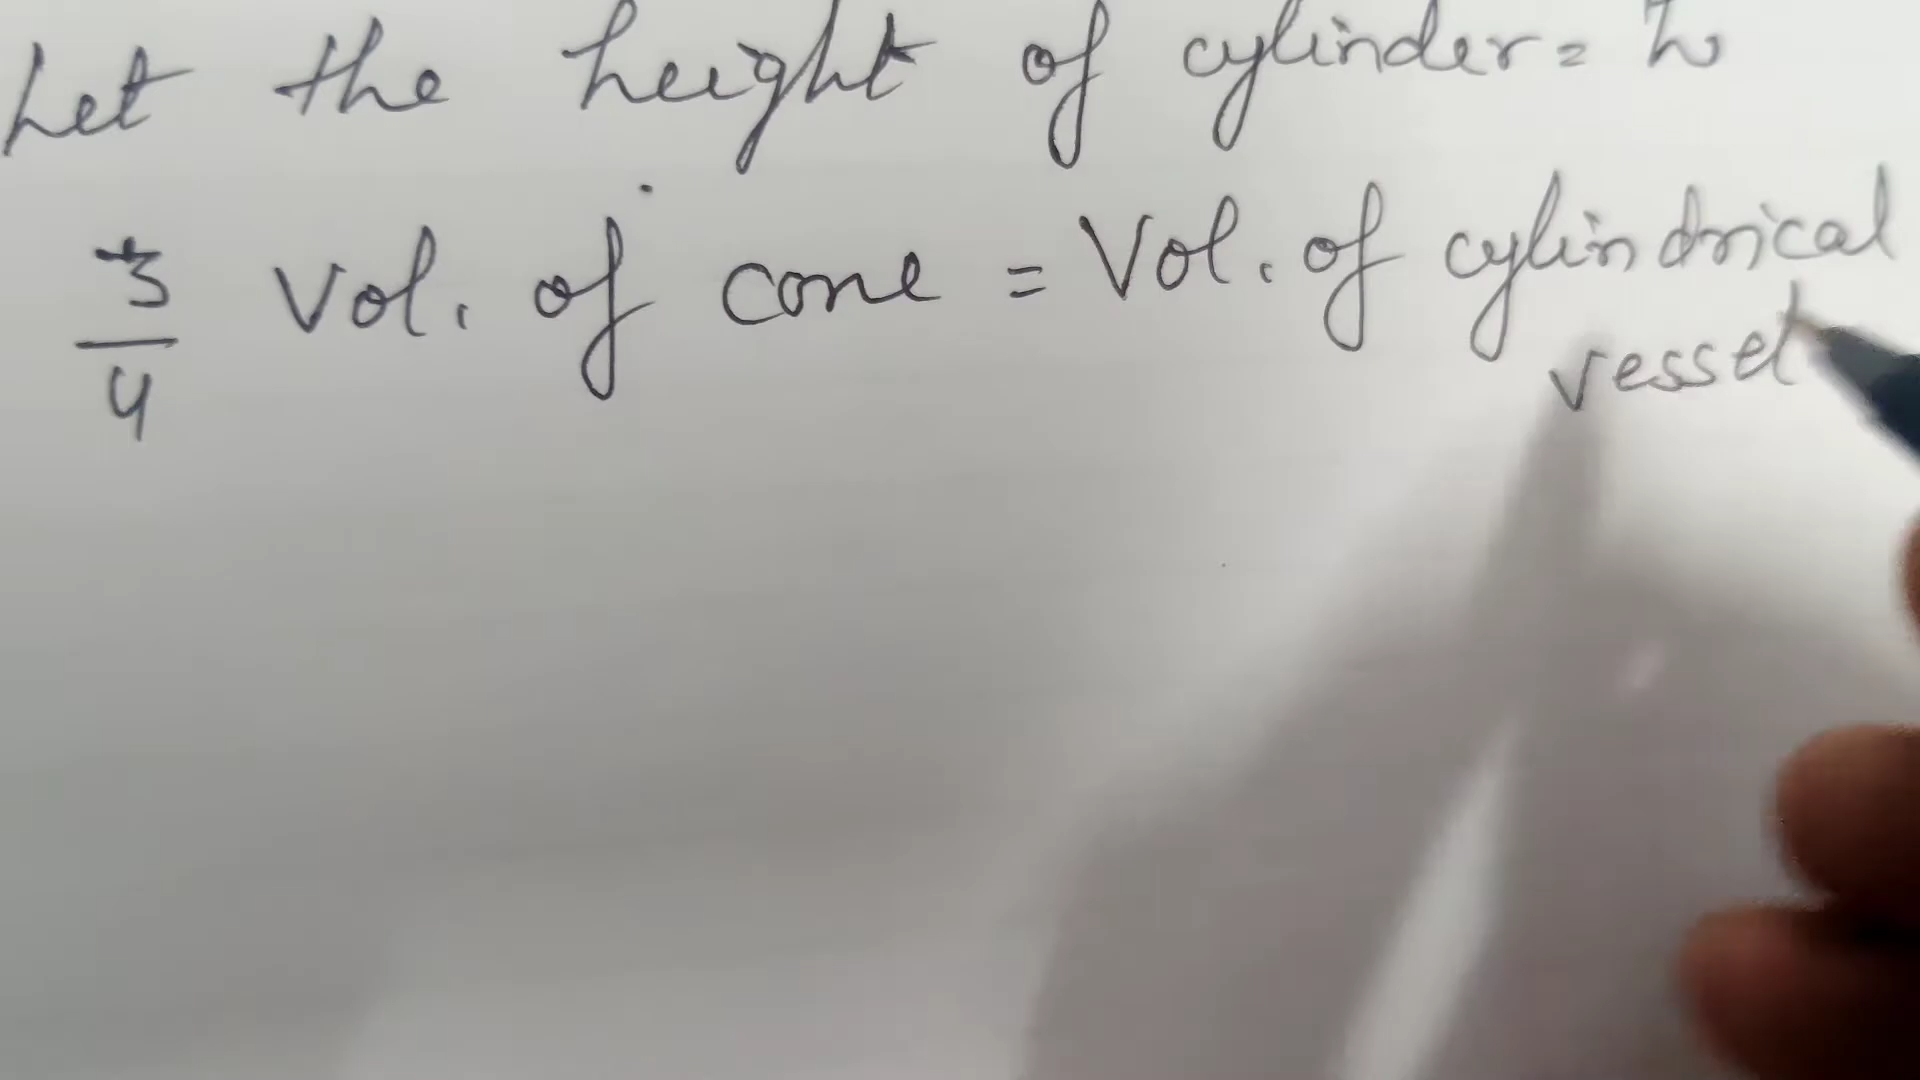 Let the height of cylinder = h
3/4 Vol. of cone = Vol. of cylindrical
vessel